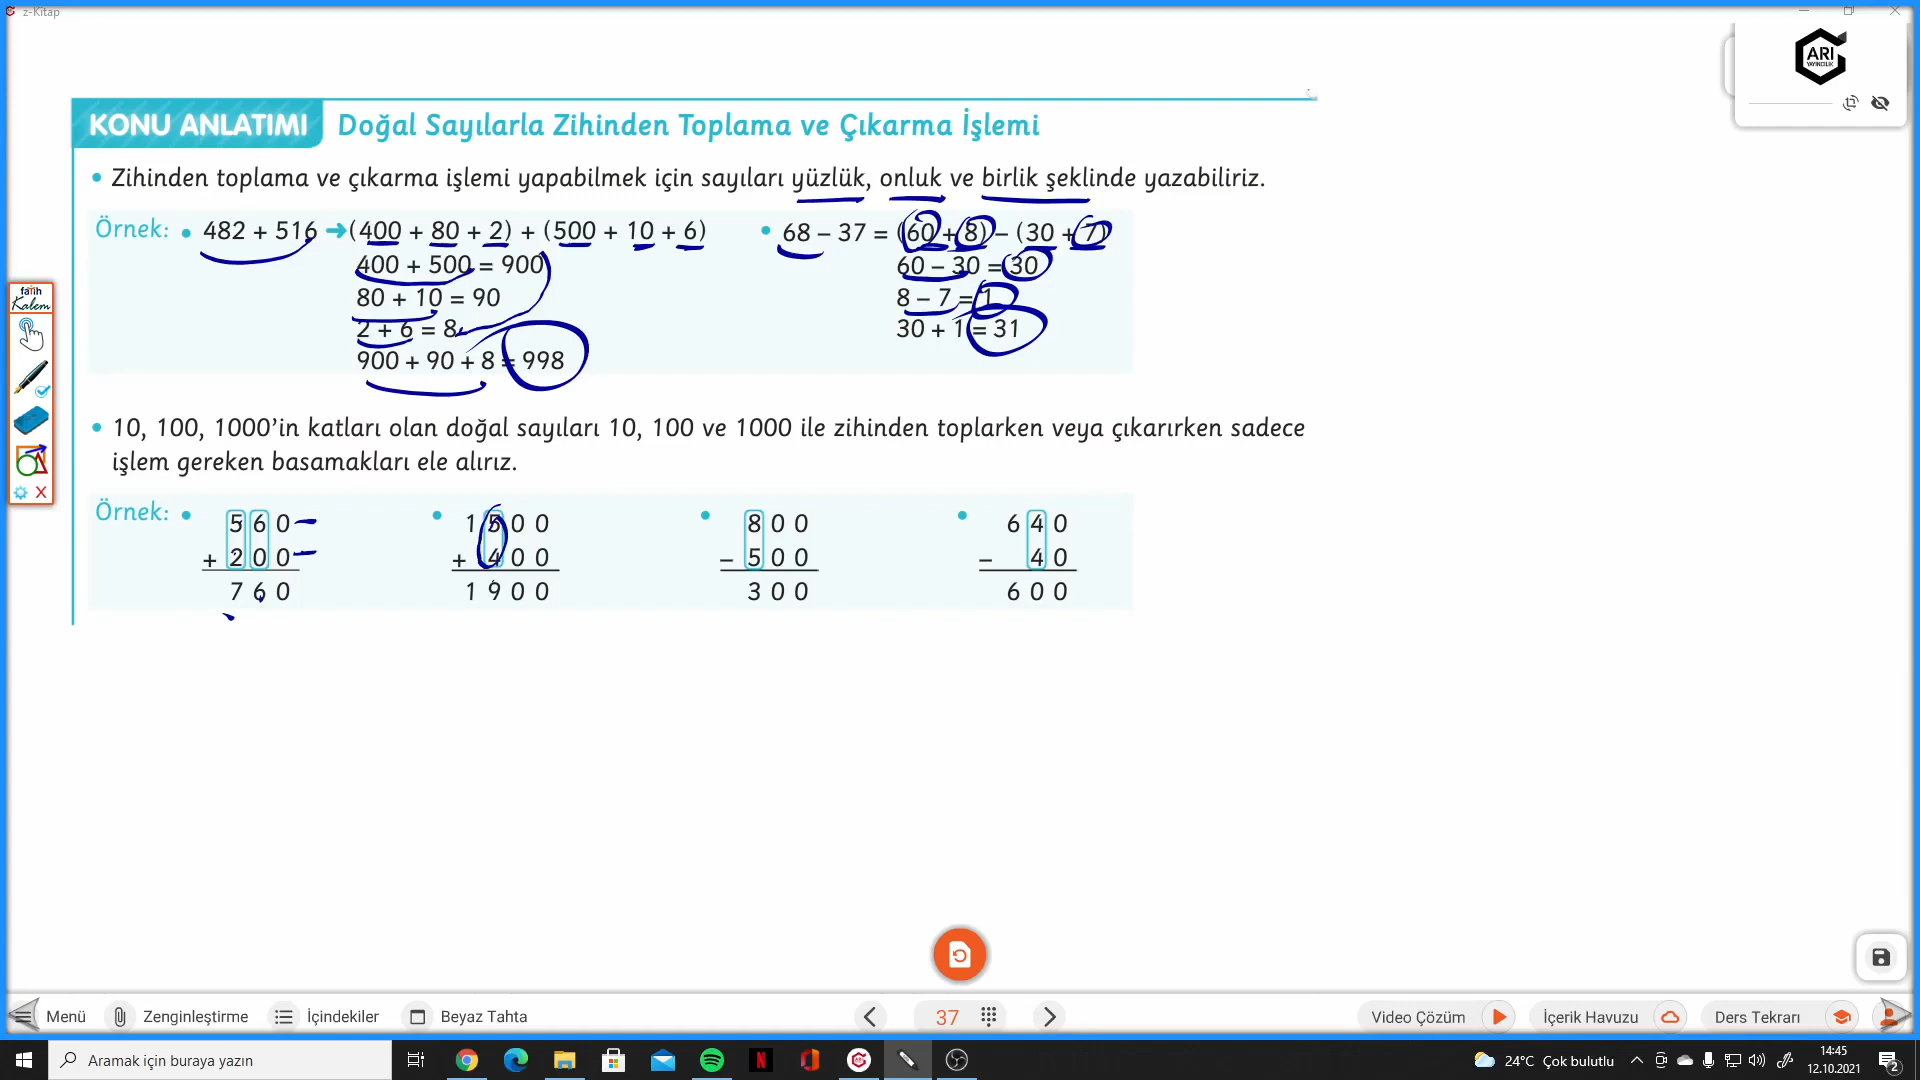 z-Kitap
ARI
YAYINCILIK
KONU ANLATIMI
Doğal Sayılarla Zihinden Toplama ve Çıkarma İşlemi
• Zihinden toplama ve çıkarma işlemi yapabilmek için sayıları yüzlük, onluk ve birlik şeklinde yazabiliriz.
Örnek: • 482 + 516 ➜ (400 + 80 + 2) + (500 + 10 + 6)
400 + 500 = 900
80 + 10 = 90
2 + 6 = 8
900 + 90 + 8 = 998
• 68 – 37 = (60 + 8) – (30 + 7)
60 – 30 = 30
8 – 7 = 1
30 + 1 = 31
• 10, 100, 1000’in katları olan doğal sayıları 10, 100 ve 1000 ile zihinden toplarken veya çıkarırken sadece
işlem gereken basamakları ele alırız.
Örnek: • 560
+ 200
760
• 1500
+ 400
1900
• 800
– 500
300
• 640
– 40
600
fatih
Kalem
X
Menü
Zenginleştirme
İçindekiler
Beyaz Tahta
37
Video Çözüm
İçerik Havuzu
Ders Tekrarı
Aramak için buraya yazın
24°C Çok bulutlu
14:45
12.10.2021
2